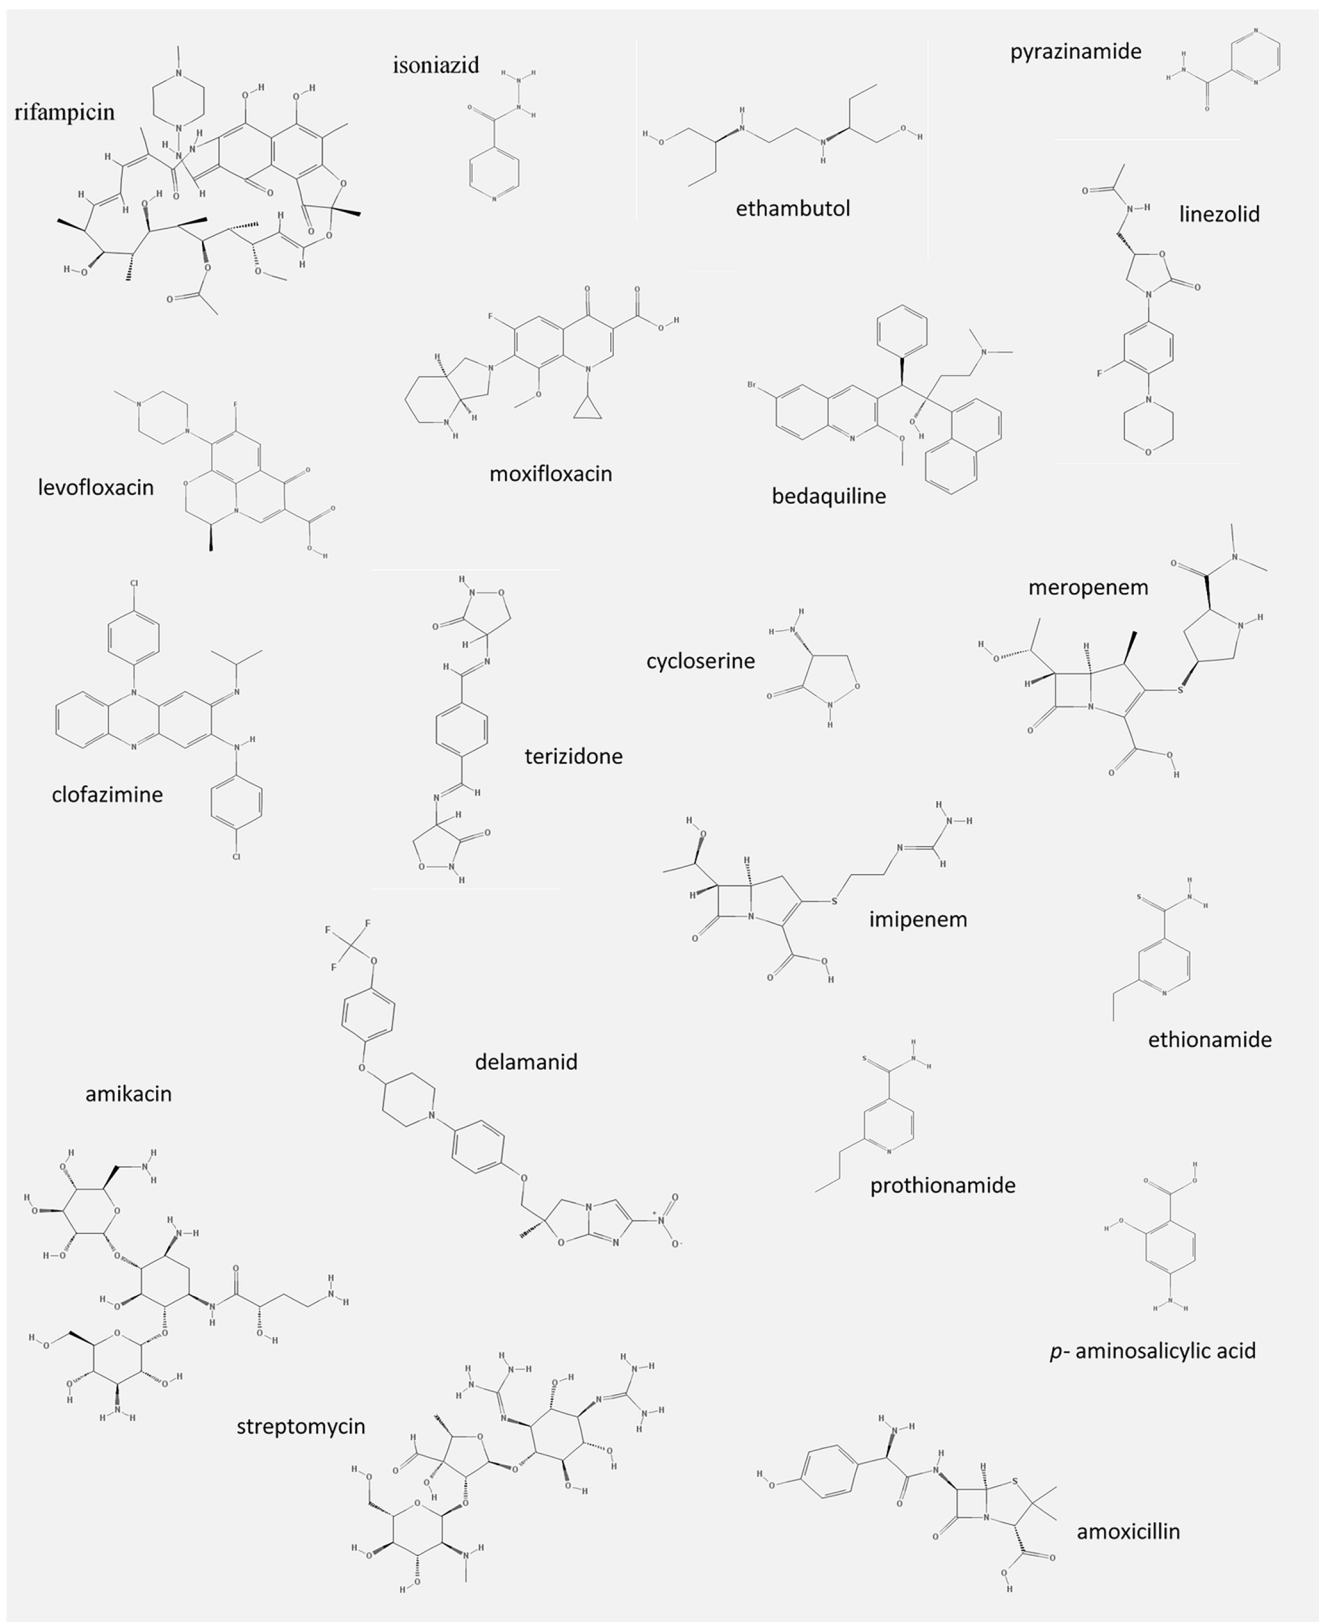 pyrazinamide
isoniazid
rifampicin
ethambutol
linezolid
moxifloxacin
levofloxacin
bedaquiline
meropenem
cycloserine
terizidone
clofazimine
imipenem
ethionamide
delamanid
amikacin
prothionamide
p- aminosalicylic acid
streptomycin
amoxicillin